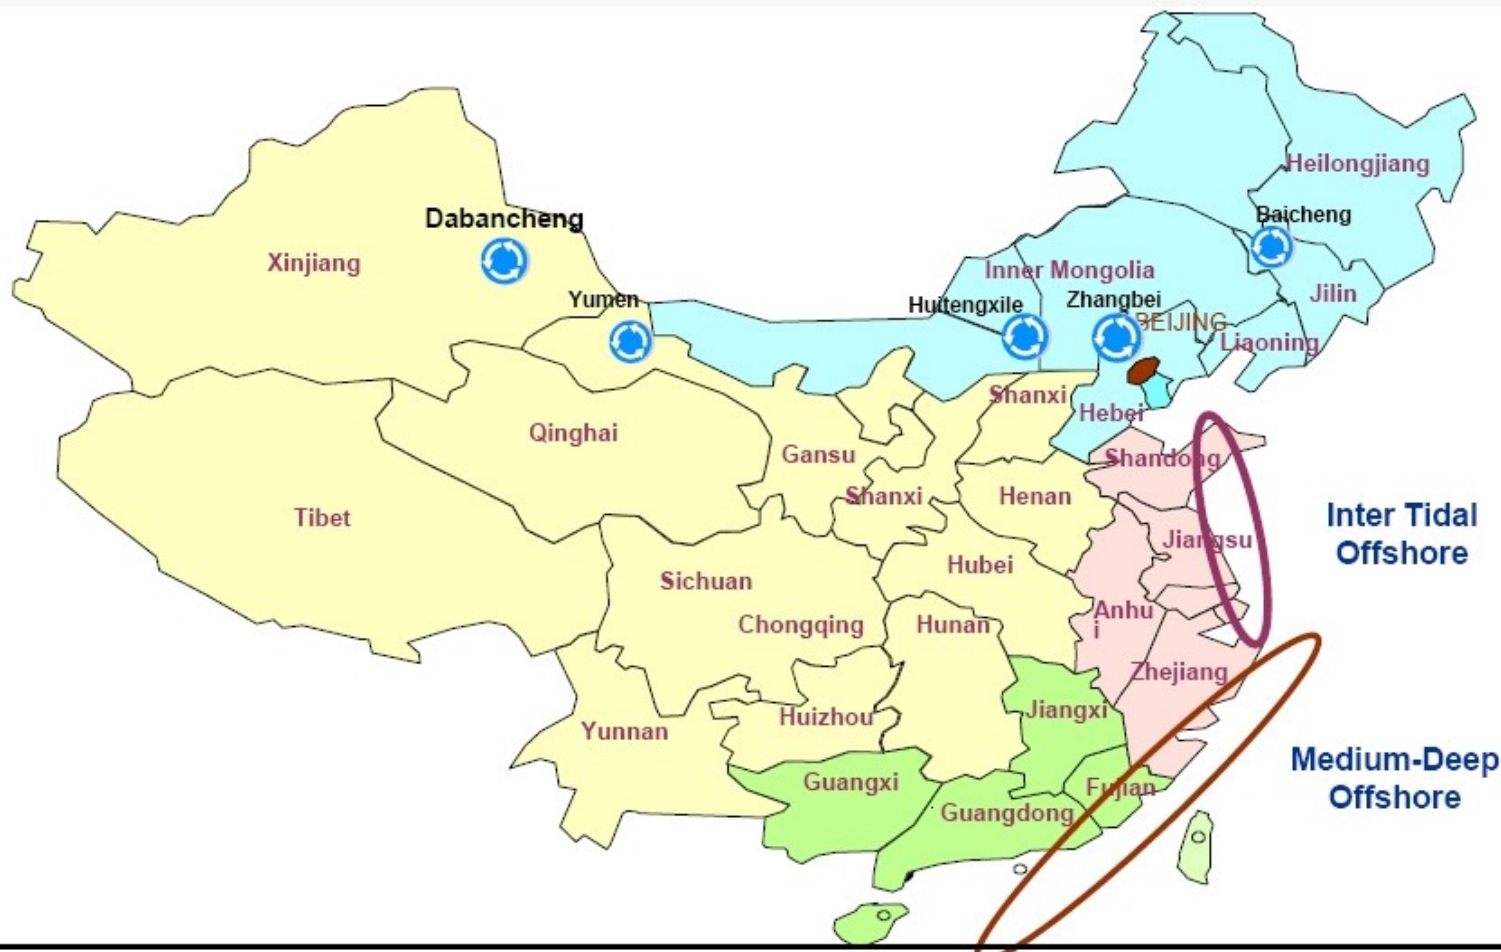 Heilongjiang
Baicheng
Dabancheng
Xinjiang
Inner Mongolia
Jilin
Yumen
Huitengxile
Zhangbei
BEIJING
Liaoning
Shanxi
Hebei
Qinghai
Gansu
Shandong
Shanxi
Henan
Tibet
Inter Tidal
Offshore
Jiangsu
Hubei
Sichuan
Anhu
i
Chongqing
Hunan
Zhejiang
Jiangxi
Huizhou
Yunnan
Medium-Deep
Offshore
Guangxi
Fujian
Guangdong